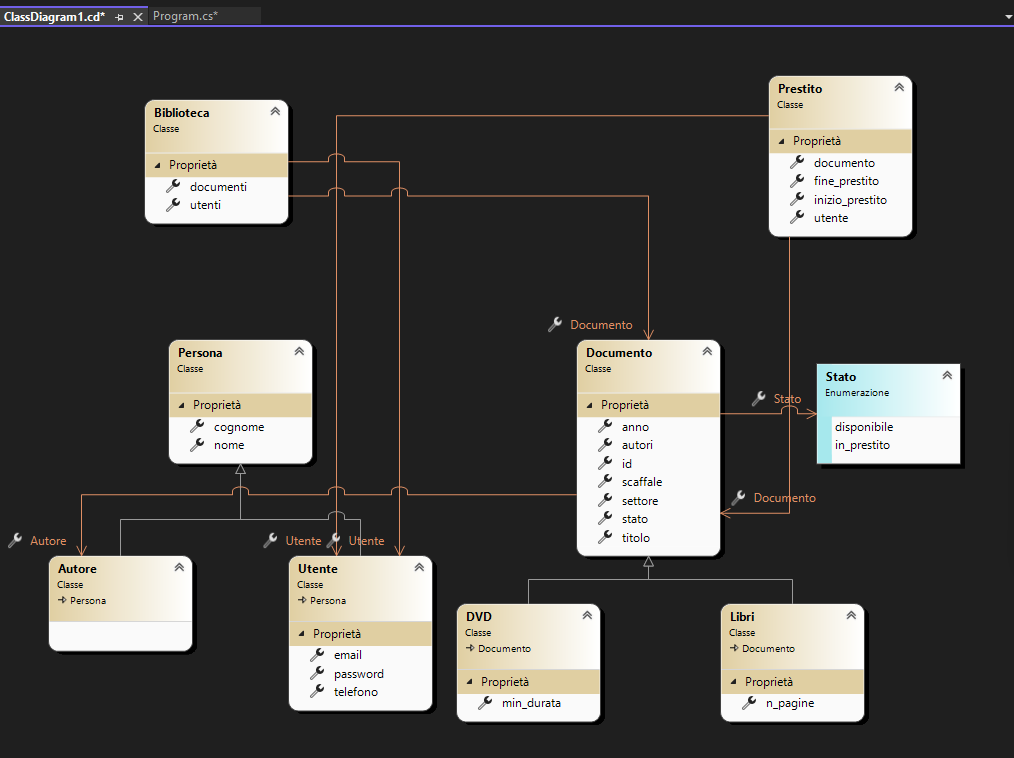 ClassDiagram1.cd*
Program.cs*
Biblioteca
Classe
Proprietà
documenti
utenti
Prestito
Classe
Proprietà
documento
fine_prestito
inizio_prestito
utente
Documento
Persona
Classe
Proprietà
cognome
nome
Documento
Classe
Proprietà
anno
autori
id
scaffale
settore
stato
titolo
Stato
Stato
Enumerazione
disponibile
in_prestito
Documento
Autore
Utente
Utente
Autore
Classe
Persona
Utente
Classe
Persona
Proprietà
email
password
telefono
DVD
Classe
Documento
Proprietà
min_durata
Libri
Classe
Documento
Proprietà
n_pagine